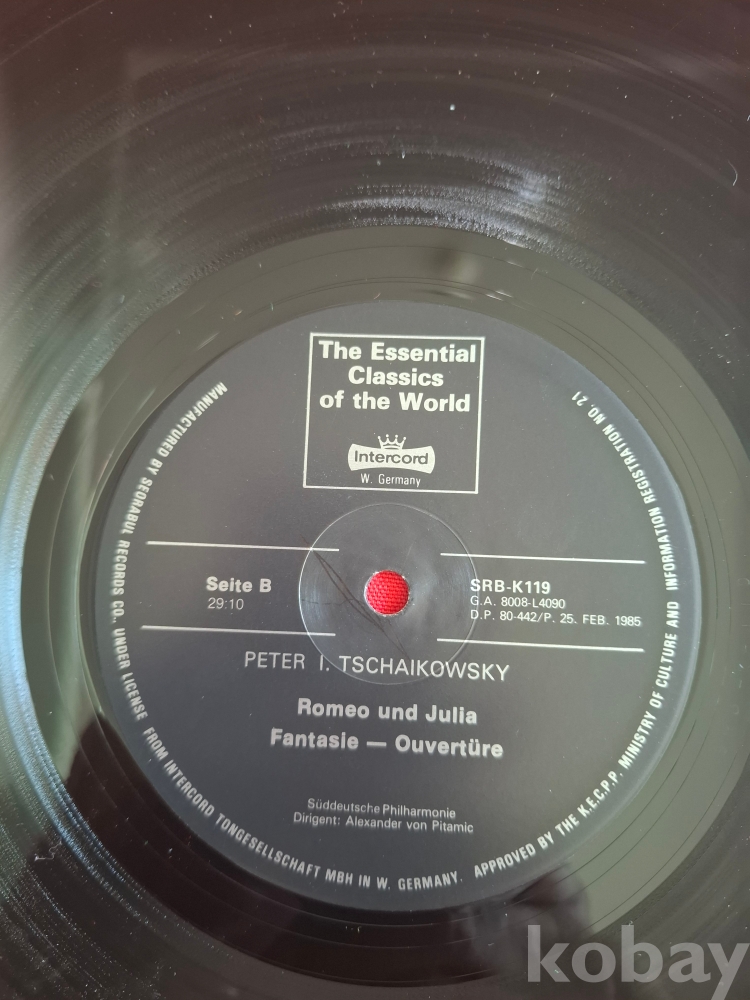 The Essential
Classics
of the World
Intercord
W. Germany
Seite B
29:10
SRB-K119
G.A. 8008-L4090
D.P. 80-442/P. 25. FEB. 1985
PETER I. TSCHAIKOWSKY
Romeo und Julia
Fantasie — Ouvertüre
Süddeutsche Philharmonie
Dirigent: Alexander von Pitamic
MANUFACTURED BY SEORABUL RECORDS CO. UNDER LICENSE FROM INTERCORD TONGESELLSCHAFT MBH IN W. GERMANY. APPROVED BY THE K.E.C.P.P. MINISTRY OF CULTURE AND INFORMATION REGISTRATION NO. 21
kobay